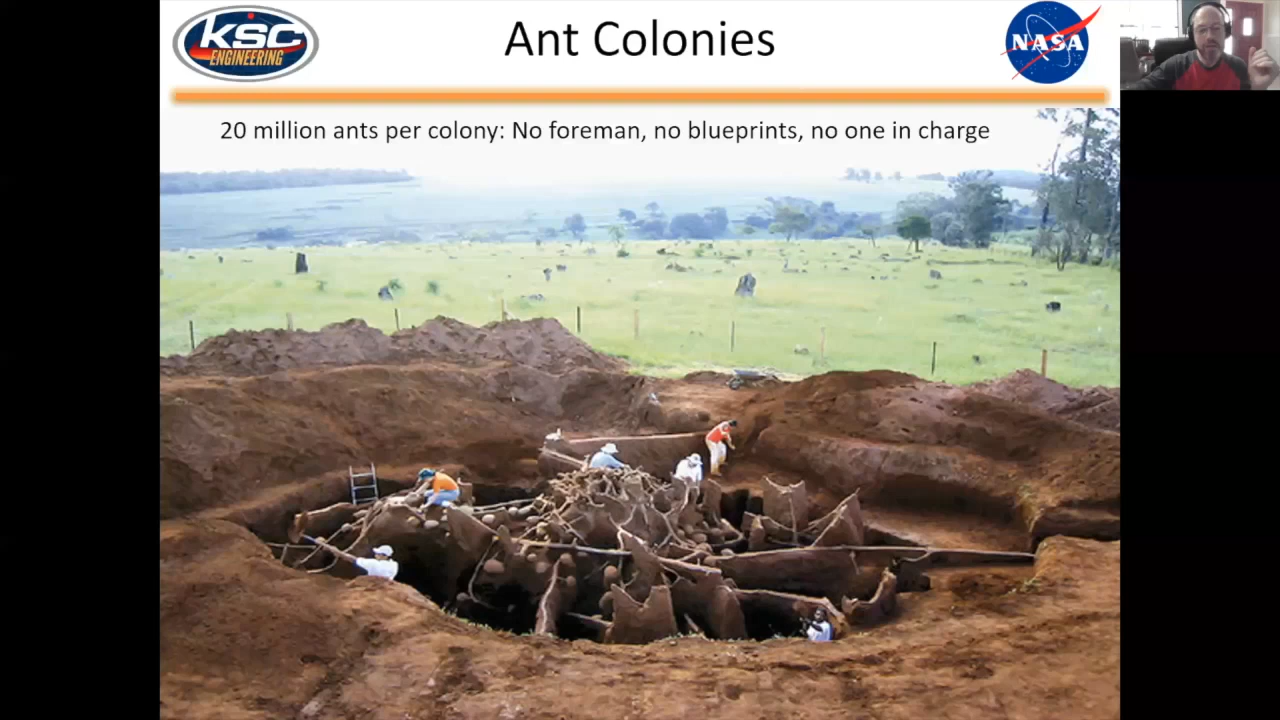 KSC
ENGINEERING
Ant Colonies
NASA
20 million ants per colony: No foreman, no blueprints, no one in charge